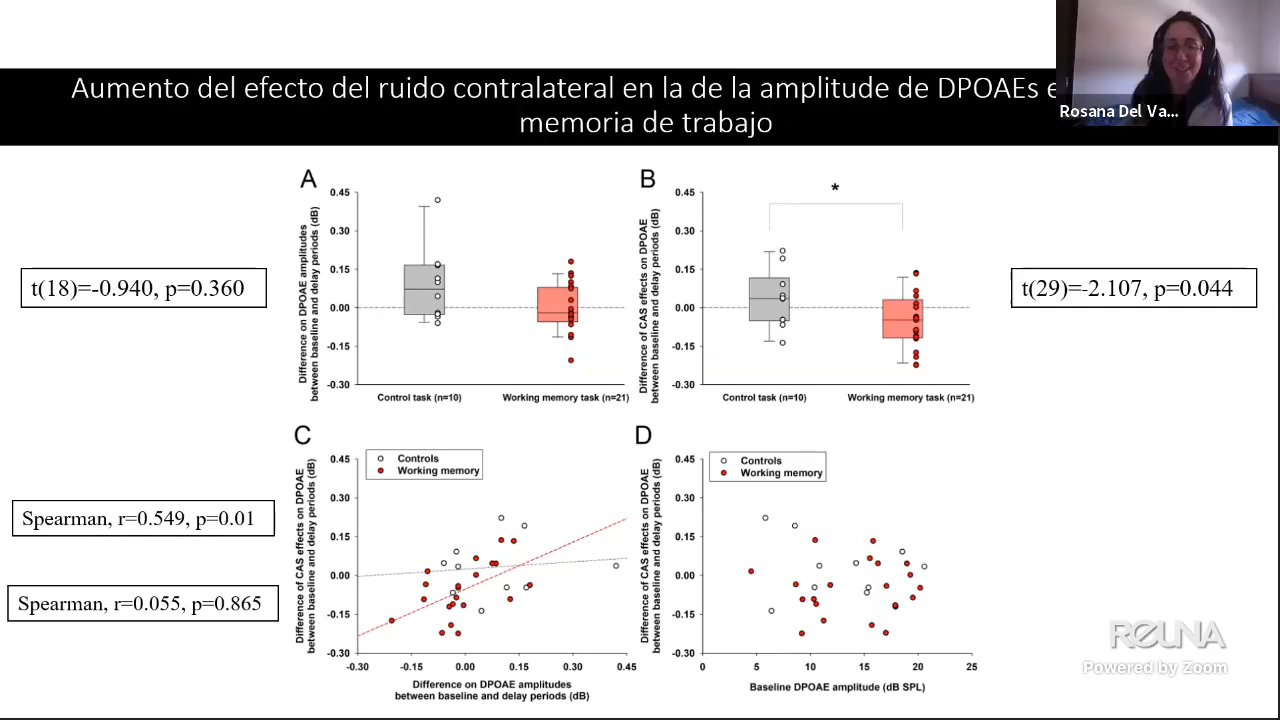 Aumento del efecto del ruido contralateral en la de la amplitude de DPOAEs e
memoria de trabajo
Rosana Del Va...
A
0.45
0.30
0.15
0.00
-0.15
-0.30
Difference on DPOAE amplitudes
between baseline and delay periods (dB)
Control task (n=10)
Working memory task (n=21)
B
*
0.45
0.30
0.15
0.00
-0.15
-0.30
Difference of CAS effects on DPOAE
between baseline and delay periods (dB)
Control task (n=10)
Working memory task (n=21)
t(18)=-0.940, p=0.360
t(29)=-2.107, p=0.044
C
Controls
Working memory
0.45
0.30
0.15
0.00
-0.15
-0.30
Difference of CAS effects on DPOAE
between baseline and delay periods (dB)
-0.30 -0.15 0.00 0.15 0.30 0.45
Difference on DPOAE amplitudes
between baseline and delay periods (dB)
D
Controls
Working memory
0.45
0.30
0.15
0.00
-0.15
-0.30
Difference of CAS effects on DPOAE
between baseline and delay periods (dB)
0 5 10 15 20 25
Baseline DPOAE amplitude (dB SPL)
Spearman, r=0.549, p=0.01
Spearman, r=0.055, p=0.865
REUNA
Powered by Zoom